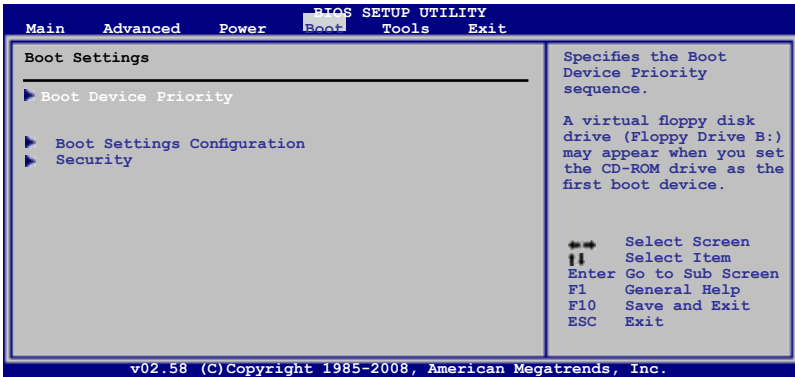 BIOS SETUP UTILITY
Main Advanced Power Boot Tools Exit
Boot Settings
Boot Device Priority
Boot Settings Configuration
Security
Specifies the Boot
Device Priority
sequence.
A virtual floppy disk
drive (Floppy Drive B:)
may appear when you set
the CD-ROM drive as the
first boot device.
Select Screen
Select Item
Enter Go to Sub Screen
F1 General Help
F10 Save and Exit
ESC Exit
v02.58 (C)Copyright 1985-2008, American Megatrends, Inc.